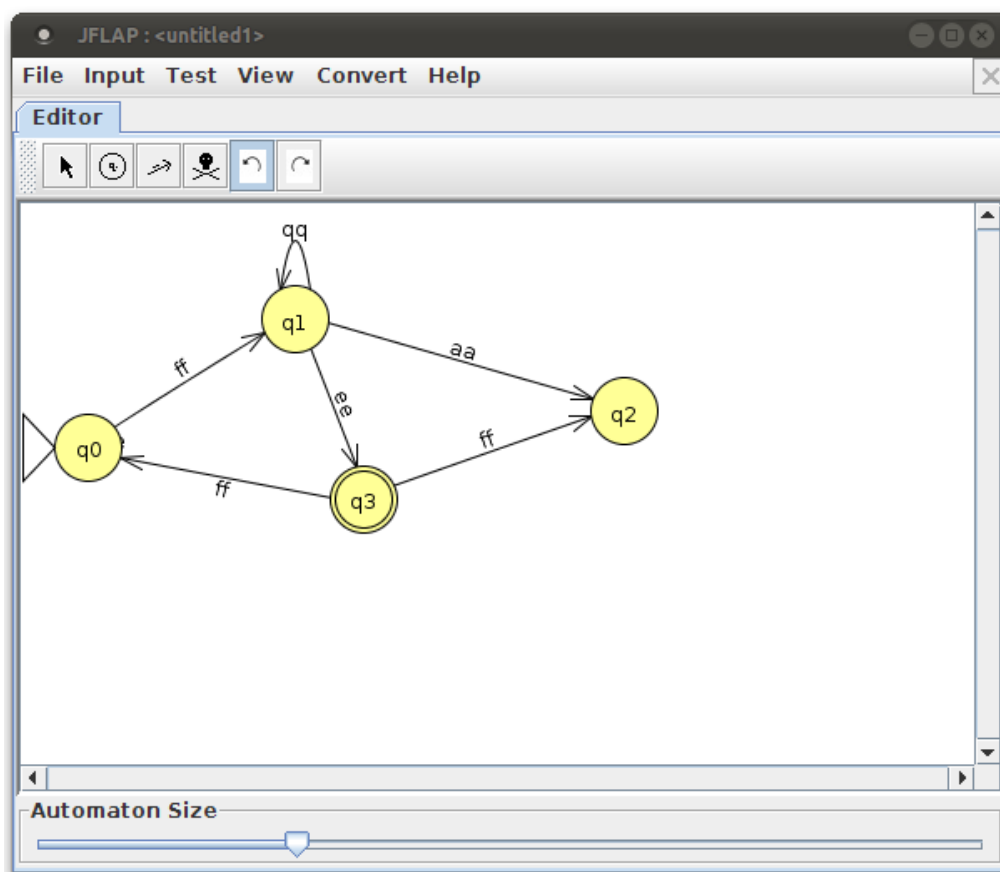 JFLAP : <untitled1>
File Input Test View Convert Help
Editor
qq
q1
ff
aa
ee
q2
q0
ff
ff
q3
Automaton Size